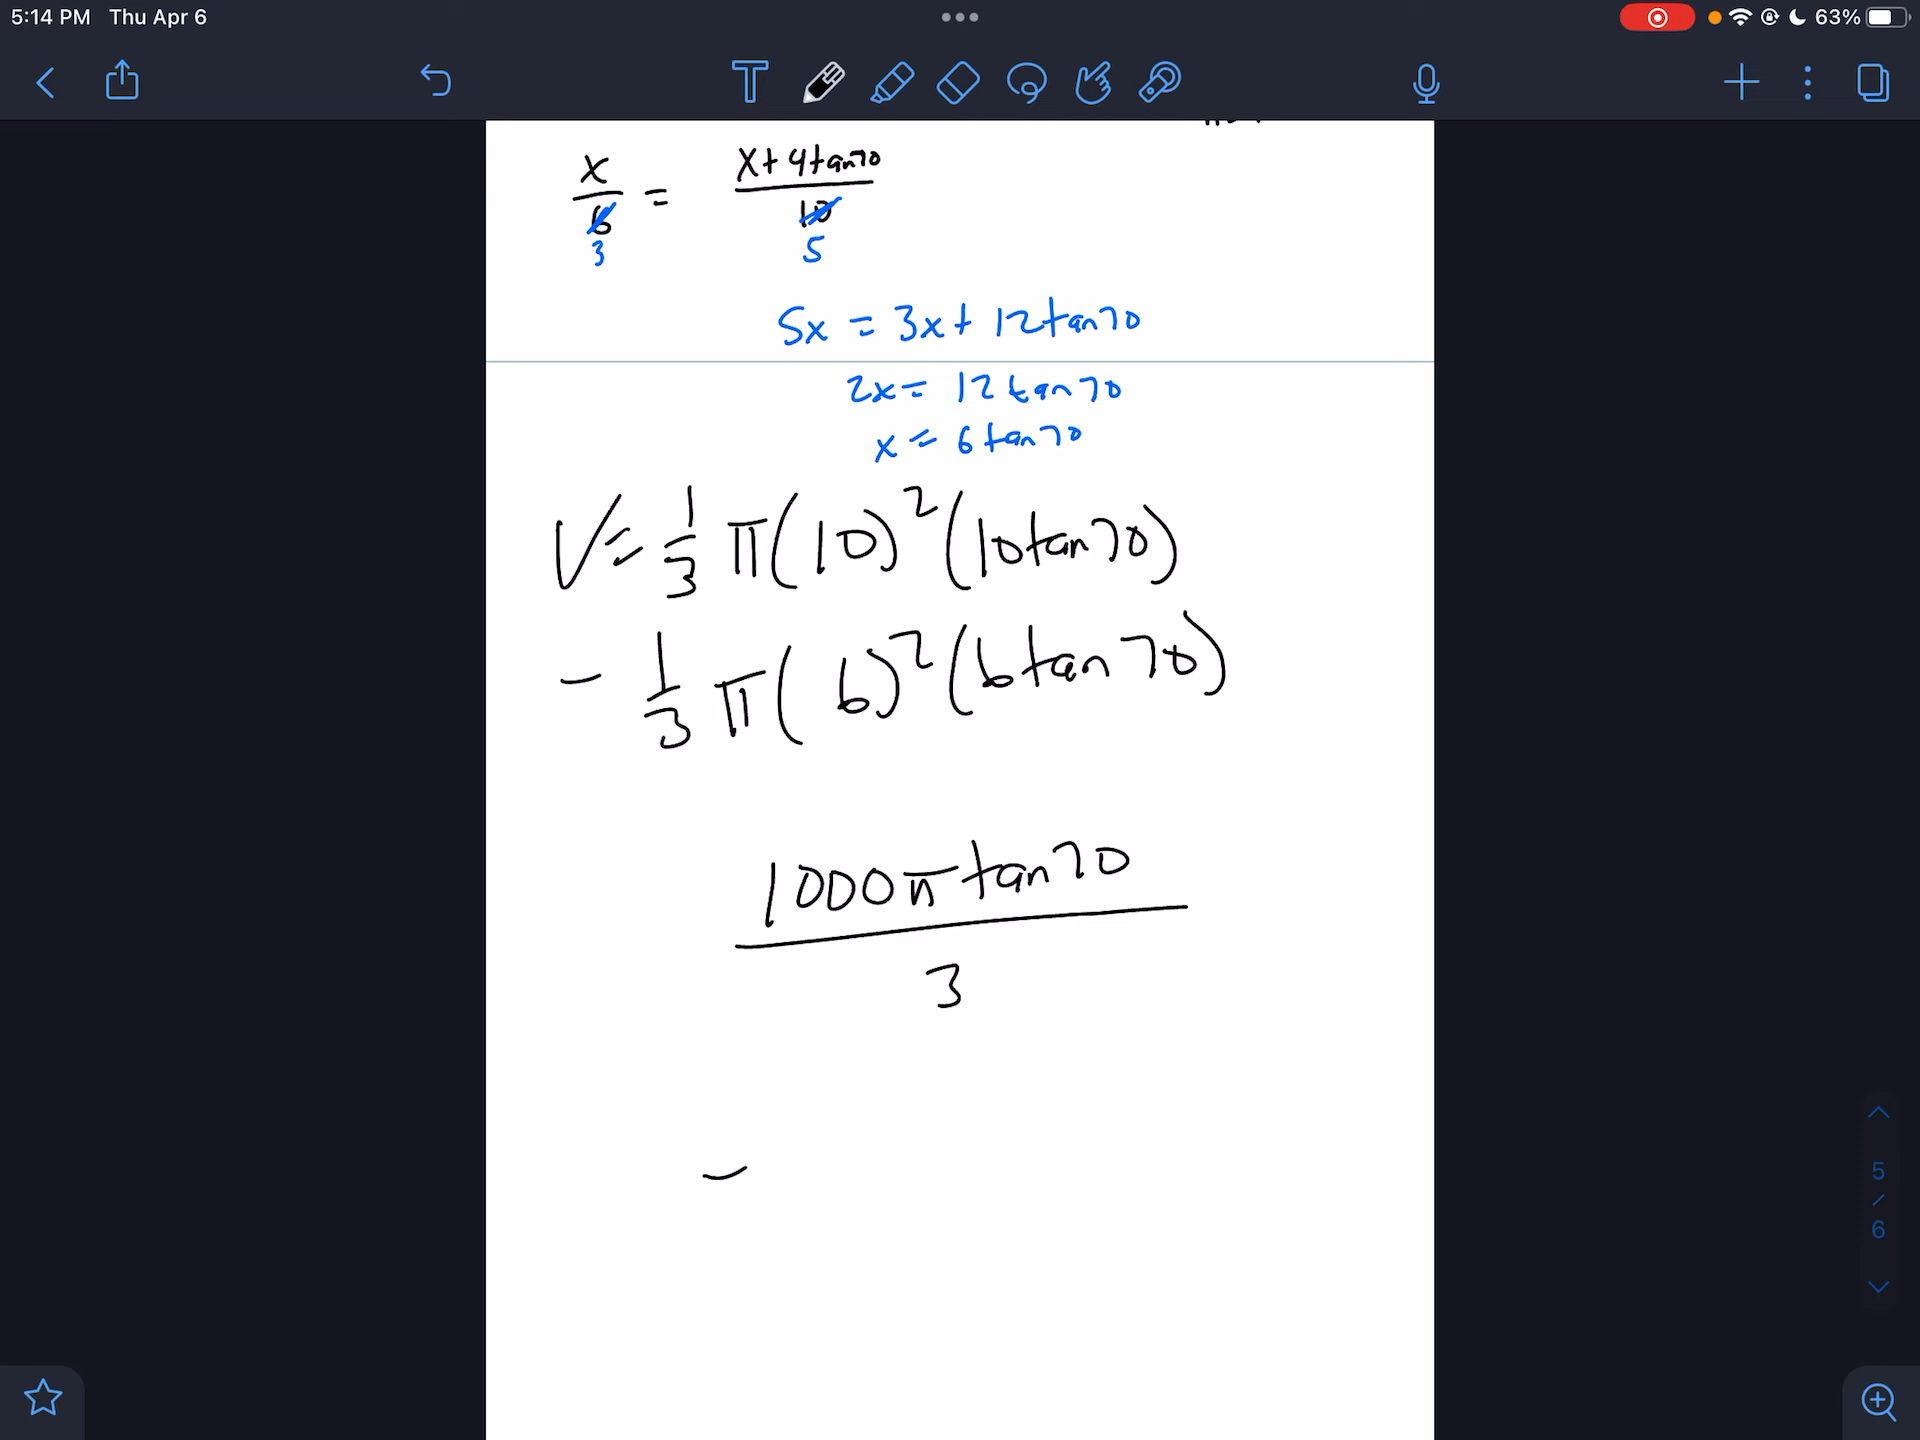 5:14 PM Thu Apr 6
63%
T
x/6 = (x+4tan70)/10
3 5
5x = 3x + 12tan70
2x = 12tan70
x = 6tan70
V = 1/3 π(10)²(10tan70)
- 1/3 π(6)²(6tan70)
1000π tan70
3
-
5
/
6